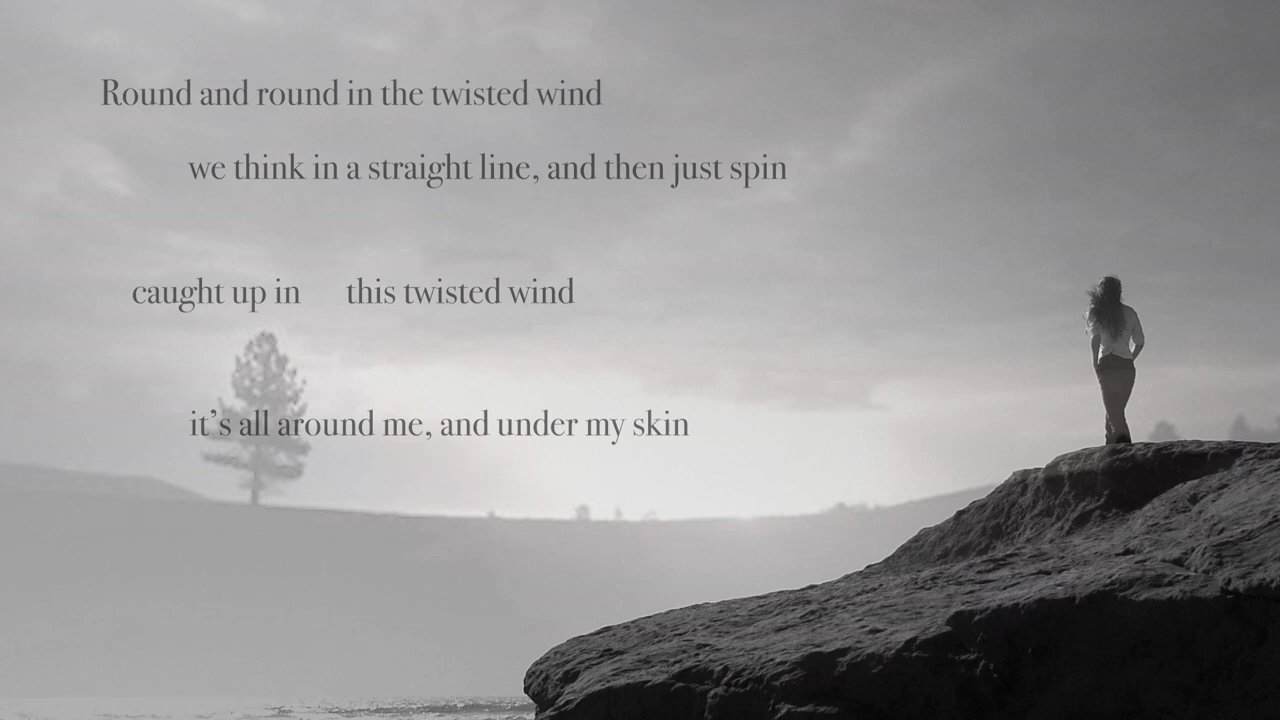 Round and round in the twisted wind
we think in a straight line, and then just spin
caught up in this twisted wind
it’s all around me, and under my skin